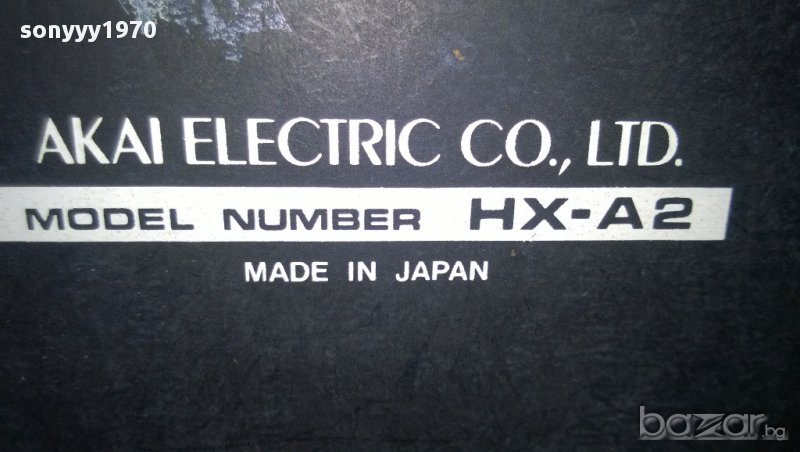 sonyyy1970
AKAI ELECTRIC CO., LTD.
MODEL NUMBER HX-A2
MADE IN JAPAN
bazar.bg